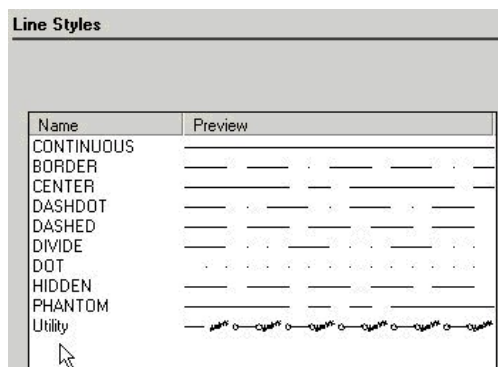 Line Styles
Name Preview
CONTINUOUS
BORDER
CENTER
DASHDOT
DASHED
DIVIDE
DOT
HIDDEN
PHANTOM
Utility